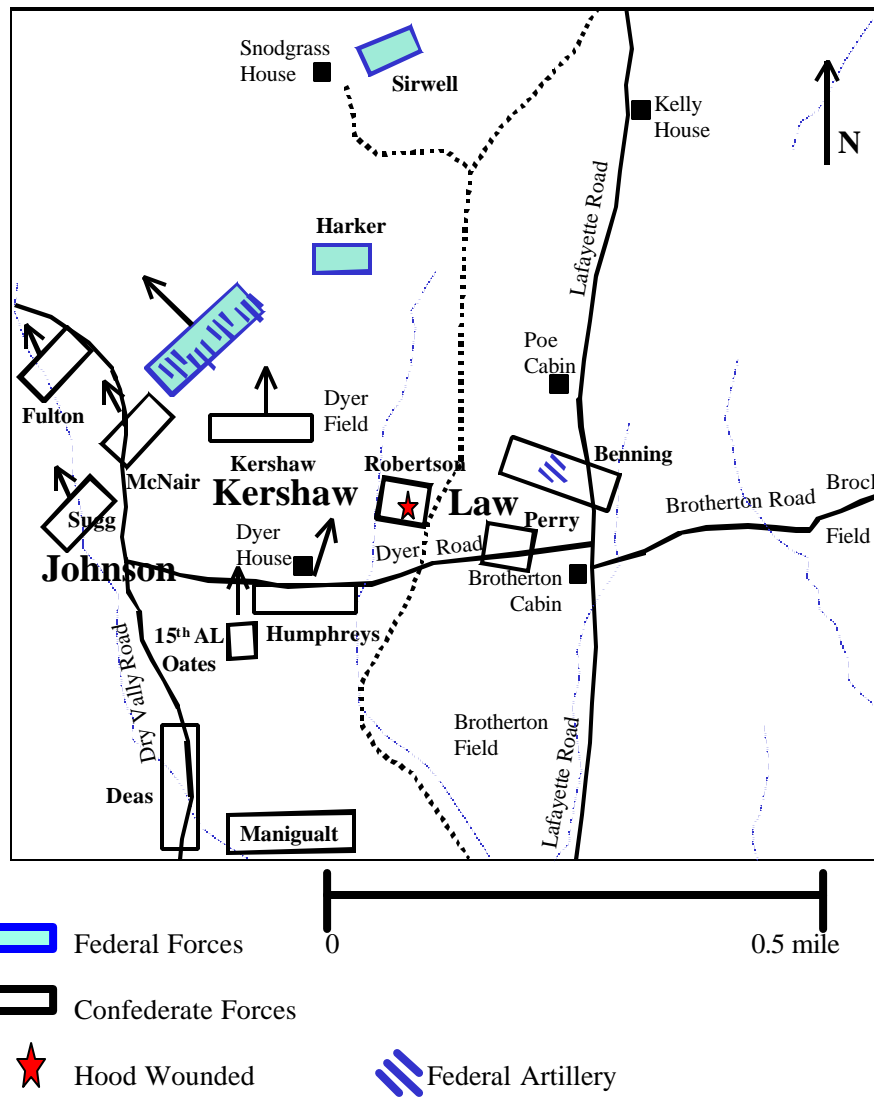 Snodgrass
House
Sirwell
Kelly
House
N
Lafayette Road
Harker
Poe
Cabin
Dyer
Field
Fulton
McNair
Kershaw
Kershaw
Robertson
Law
Benning
Brotherton Road
Brock
Field
Sugg
Johnson
Dyer
House
Dyer Road
Perry
Brotherton
Cabin
15th AL
Oates
Humphreys
Dry Vally Road
Brotherton
Field
Lafayette Road
Deas
Manigualt
Federal Forces
0
0.5 mile
Confederate Forces
Hood Wounded
Federal Artillery